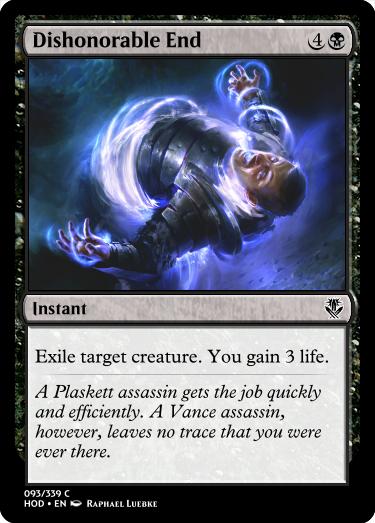 Dishonorable End 4
Instant
Exile target creature. You gain 3 life.
A Plaskett assassin gets the job quickly
and efficiently. A Vance assassin,
however, leaves no trace that you were
ever there.
093/339 C
HOD • EN Raphael Luebke